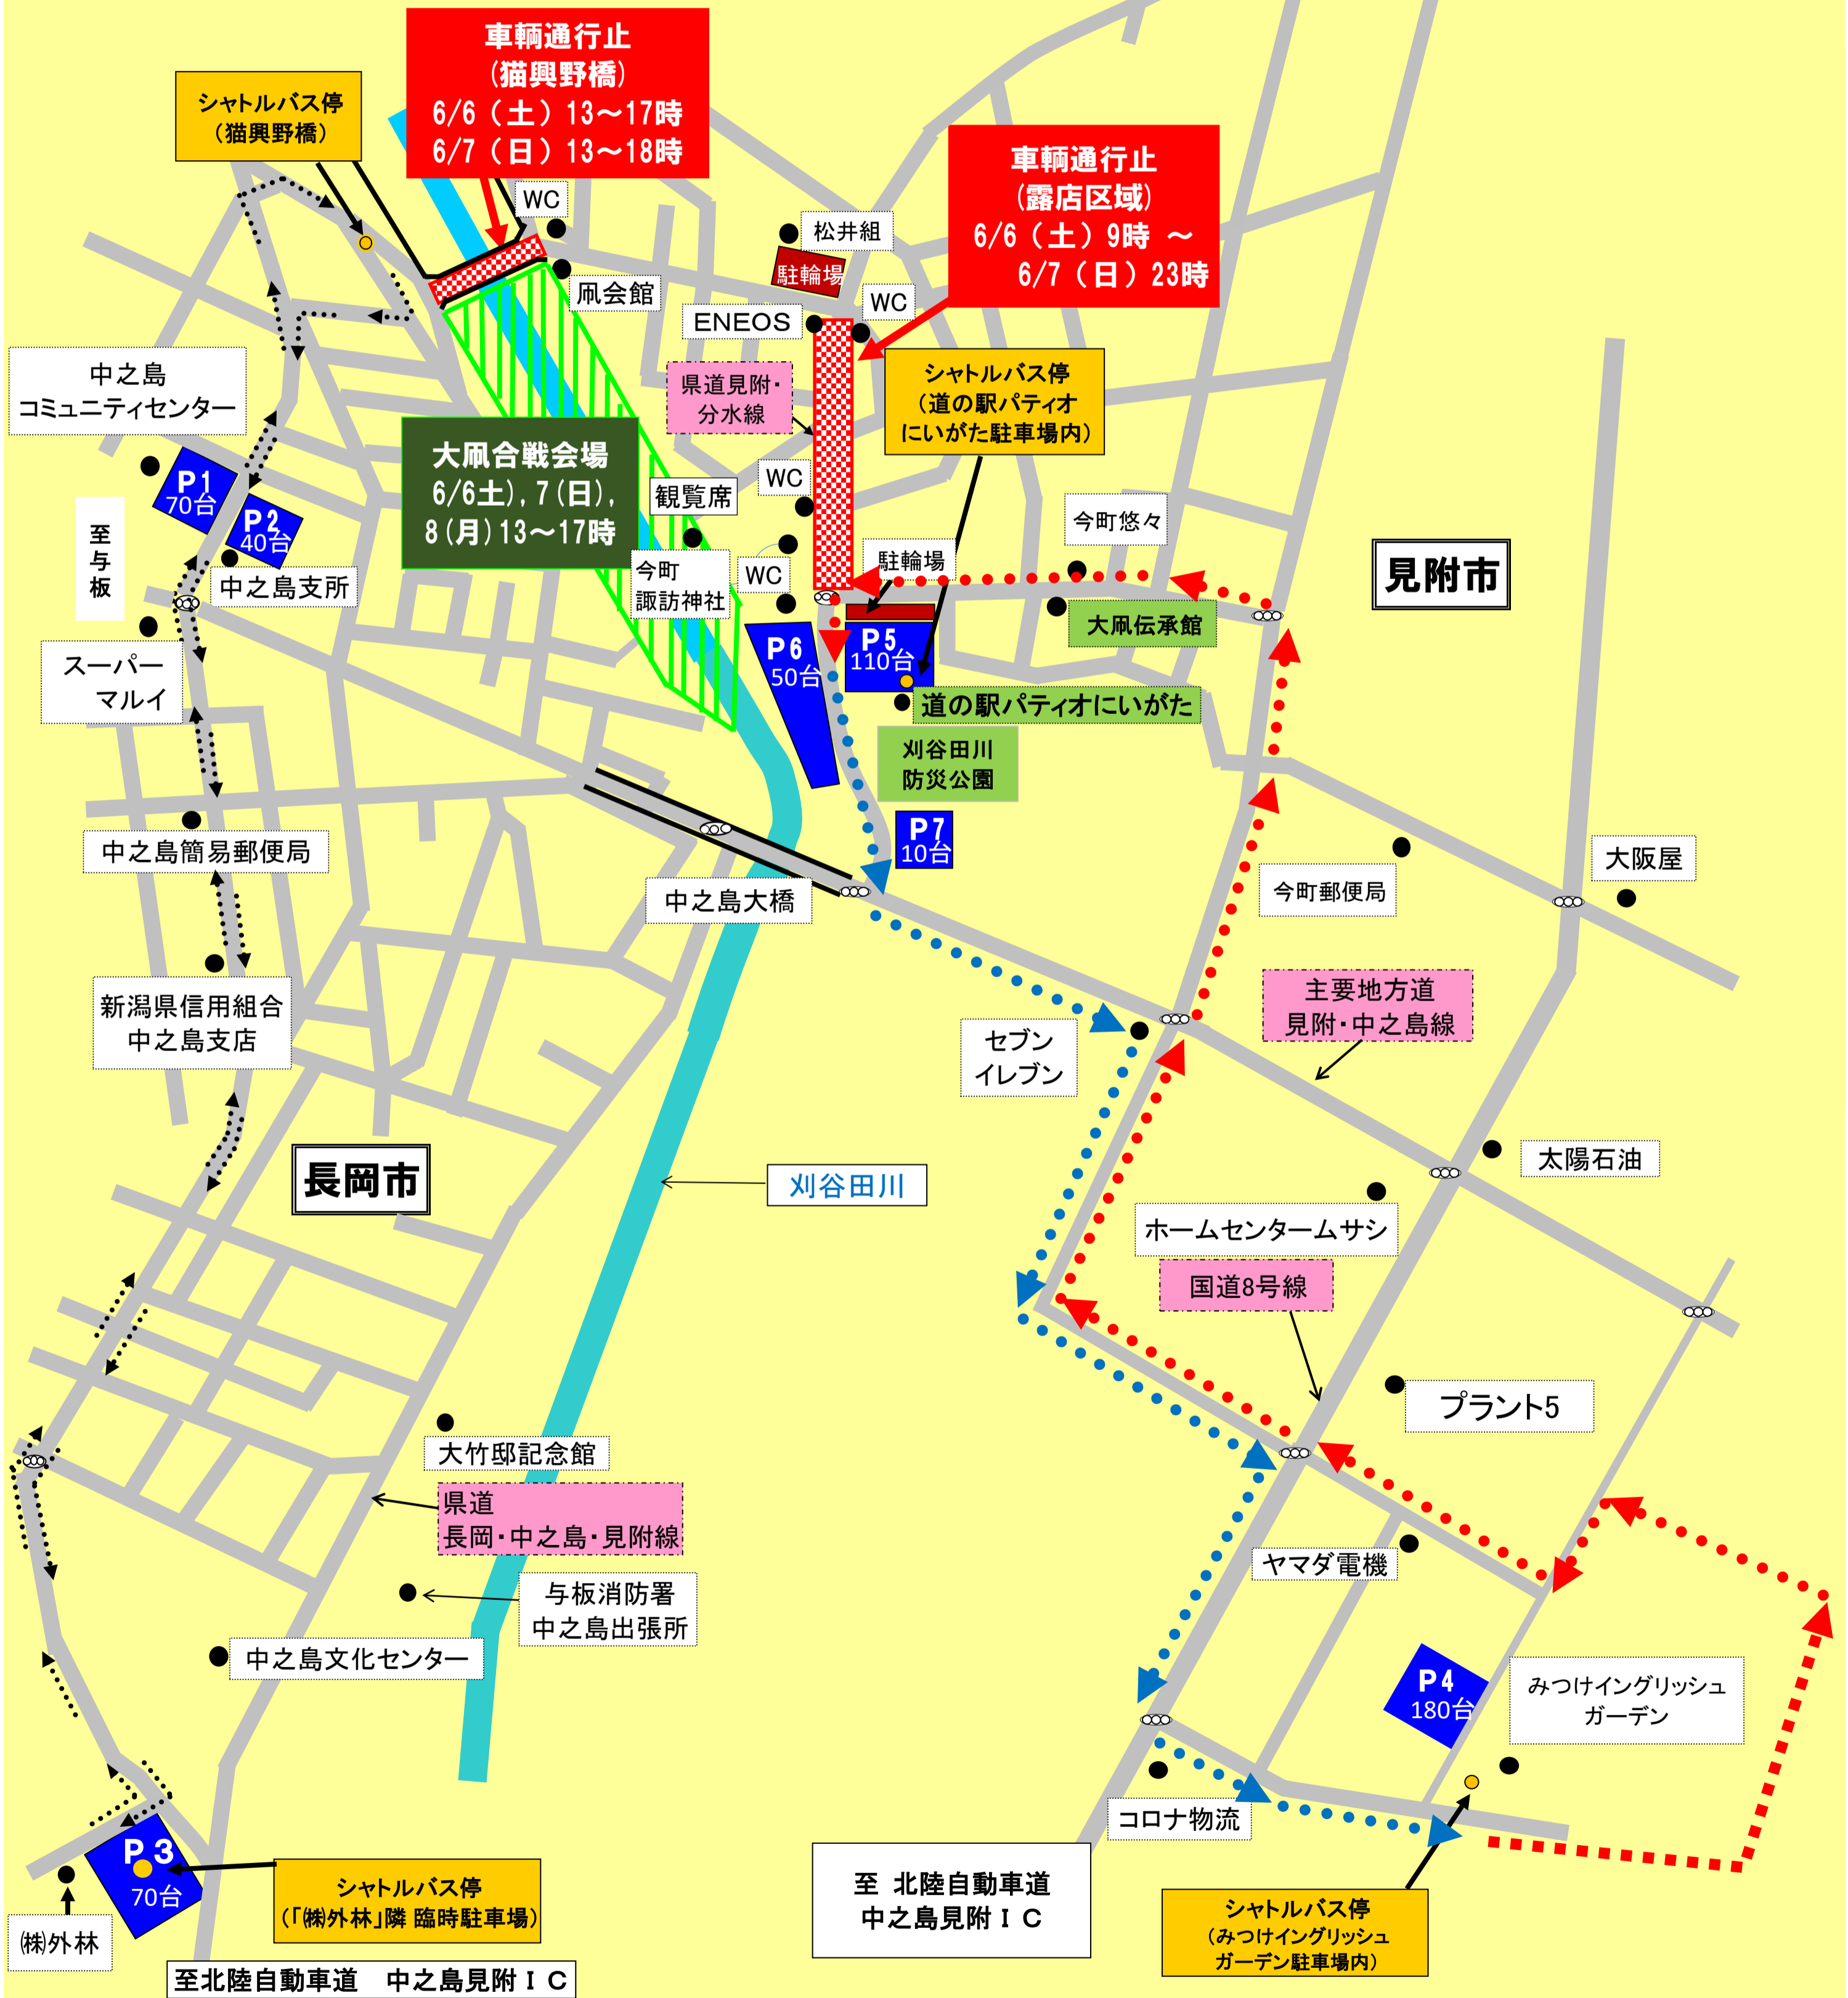 車輌通行止
(猫興野橋)
6/6（土）13～17時
6/7（日）13～18時
シャトルバス停
（猫興野橋）
車輌通行止
(露店区域)
6/6（土）9時 ～
6/7（日）23時
WC
松井組
駐輪場
凧会館
WC
ENEOS
県道見附・
分水線
シャトルバス停
（道の駅パティオ
にいがた駐車場内）
中之島
コミュニティセンター
P1
70台
P2
40台
中之島支所
至
与
板
大凧合戦会場
6/6土),7(日),
8(月)13～17時
観覧席
WC
今町
諏訪神社
WC
駐輪場
今町悠々
見附市
大凧伝承館
スーパー
マルイ
P6
50台
P5
110台
道の駅パティオにいがた
刈谷田川
防災公園
P7
10台
中之島簡易郵便局
中之島大橋
今町郵便局
大阪屋
新潟県信用組合
中之島支店
セブン
イレブン
主要地方道
見附・中之島線
長岡市
刈谷田川
太陽石油
ホームセンタームサシ
国道8号線
プラント5
大竹邸記念館
県道
長岡・中之島・見附線
与板消防署
中之島出張所
ヤマダ電機
中之島文化センター
P4
180台
みつけイングリッシュ
ガーデン
コロナ物流
P3
70台
シャトルバス停
（「㈱外林」隣 臨時駐車場）
㈱外林
至 北陸自動車道
中之島見附ＩＣ
シャトルバス停
（みつけイングリッシュ
ガーデン駐車場内）
至北陸自動車道　中之島見附ＩＣ